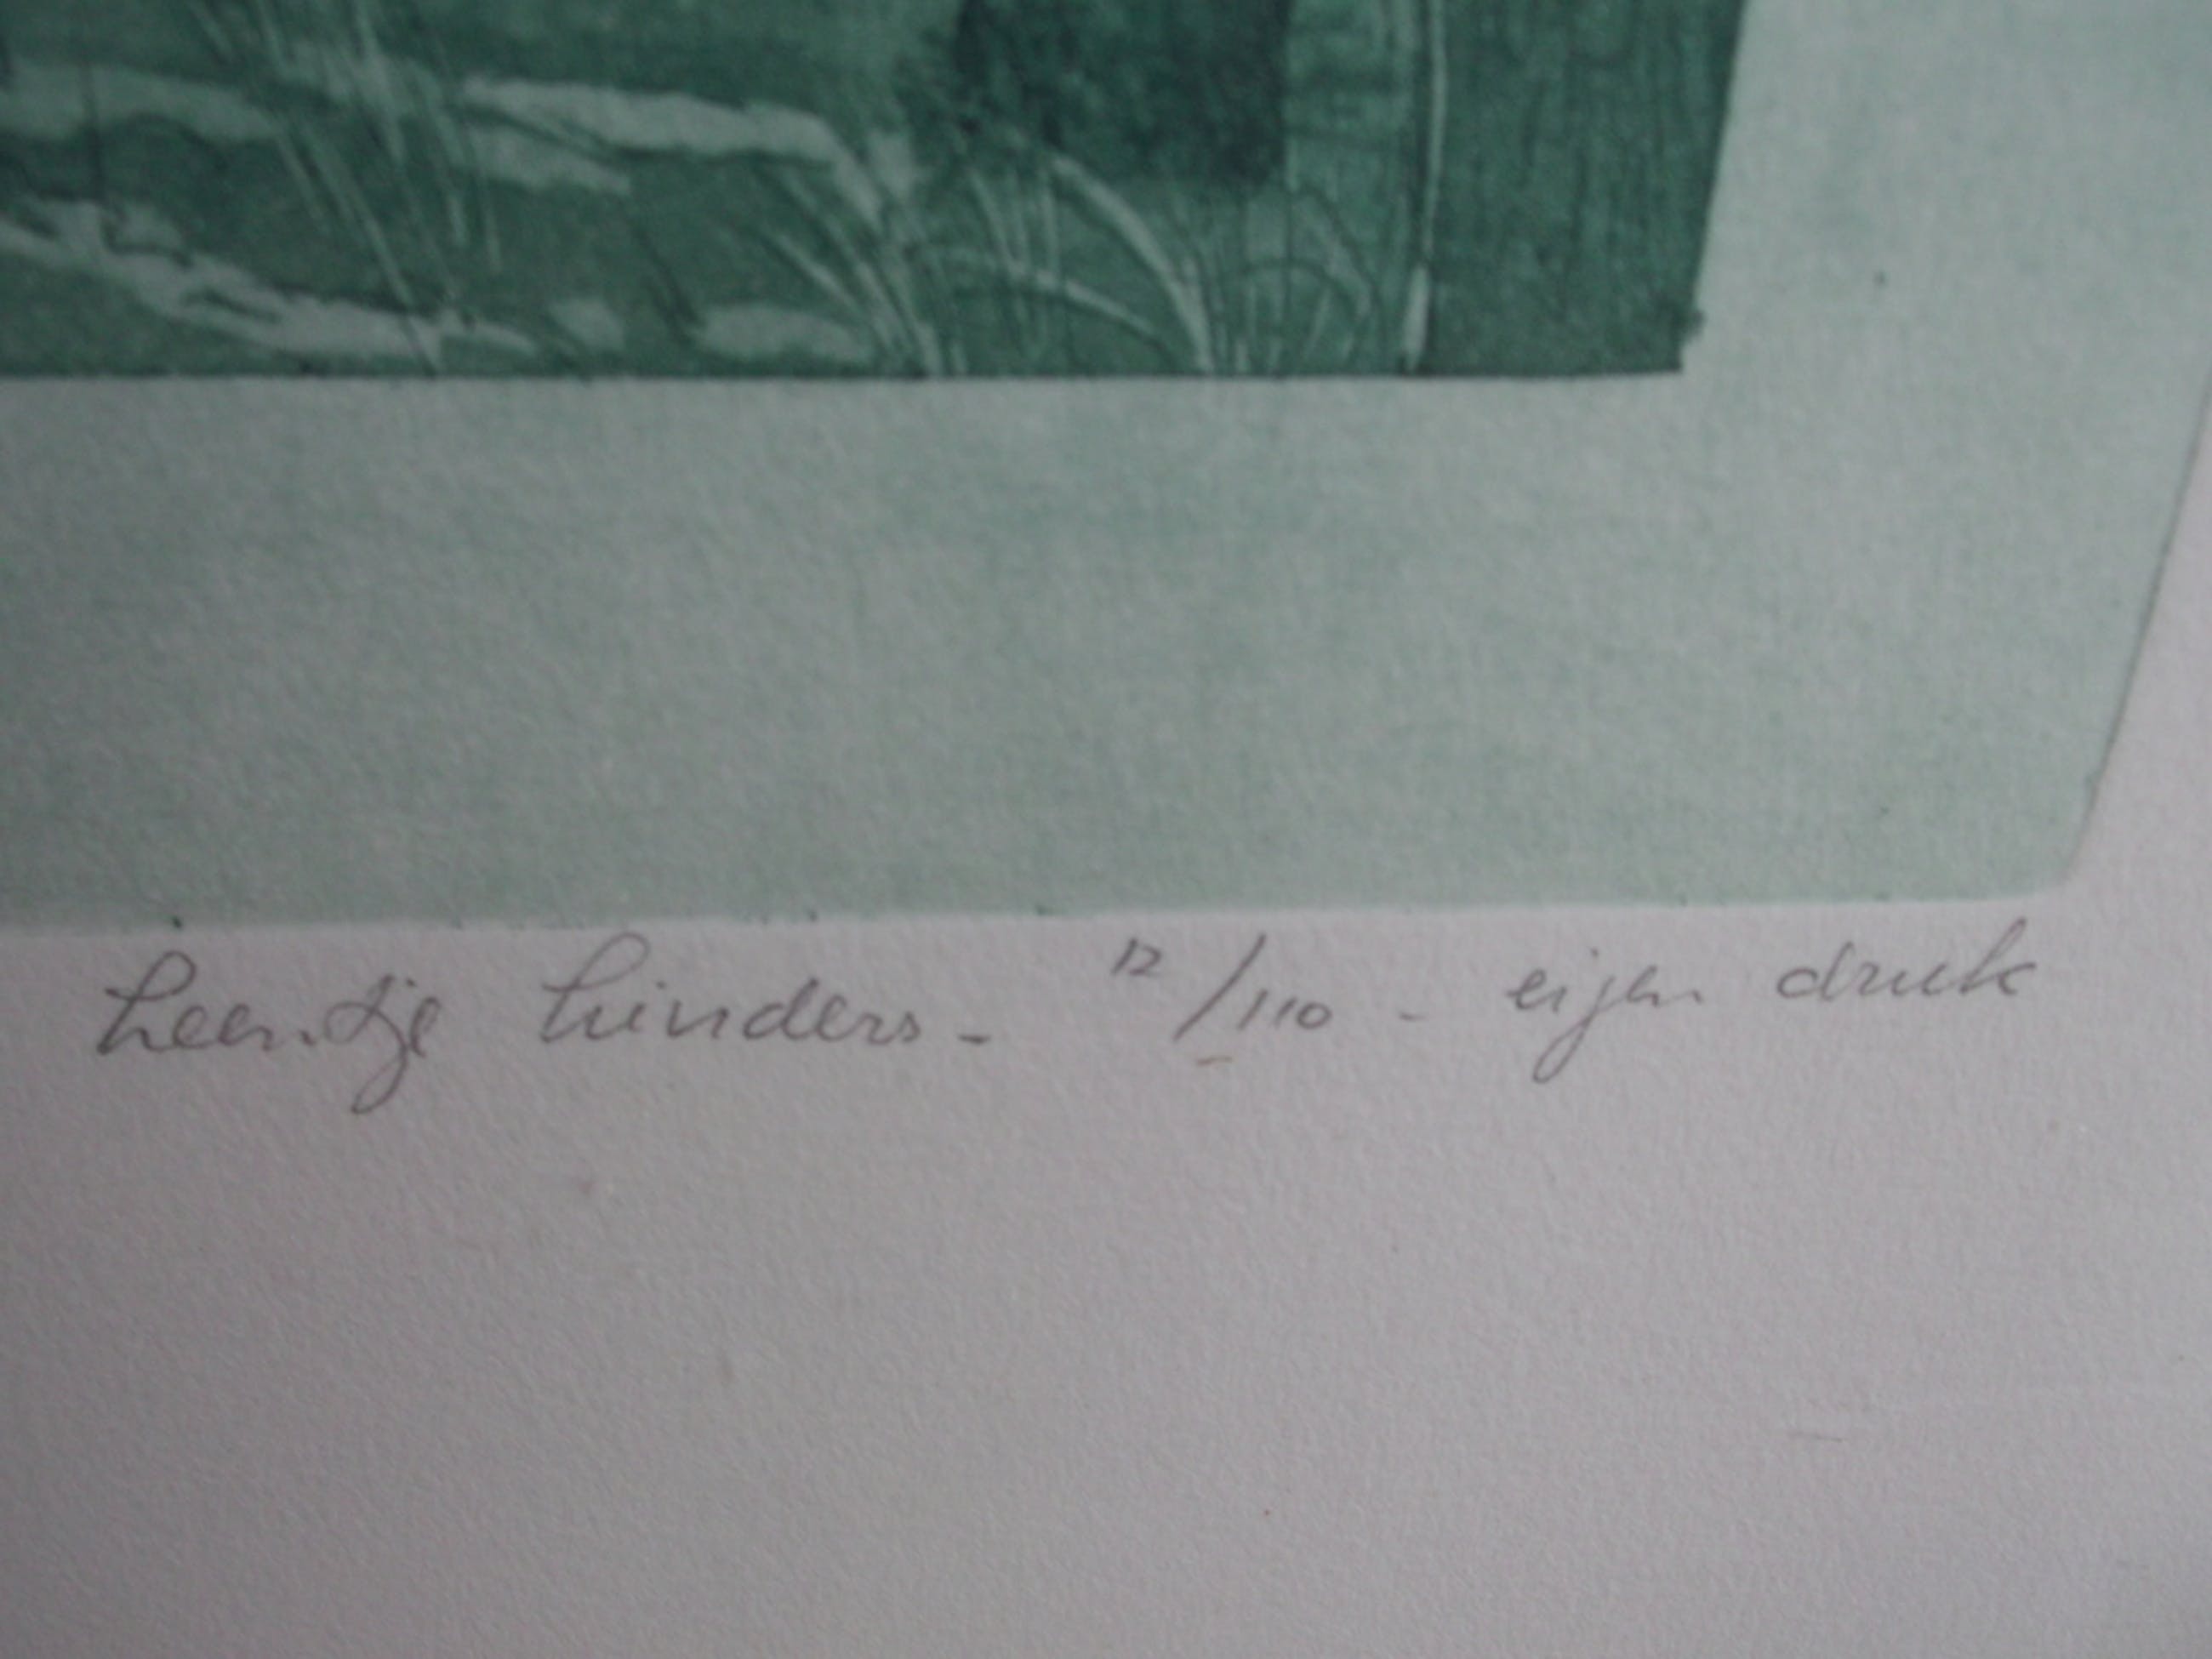 Leentje Linders - 12/110 - eigen druk